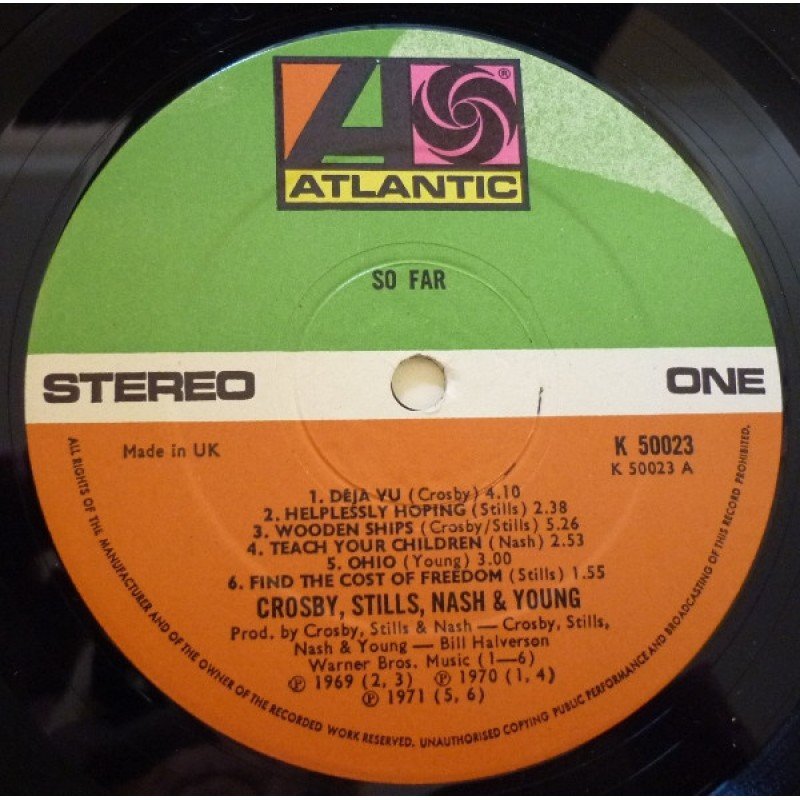 ®
ATLANTIC
SO FAR
STEREO
ONE
Made in UK
K 50023
K 50023 A
1. DÉJA VU (Crosby) 4.10
2. HELPLESSLY HOPING (Stills) 2.38
3. WOODEN SHIPS (Crosby/Stills) 5.26
4. TEACH YOUR CHILDREN (Nash) 2.53
5. OHIO (Young) 3.00
6. FIND THE COST OF FREEDOM (Stills) 1.55
CROSBY, STILLS, NASH & YOUNG
Prod. by Crosby, Stills & Nash — Crosby, Stills,
Nash & Young — Bill Halverson
Warner Bros. Music (1—6)
℗ 1969 (2, 3) ℗ 1970 (1, 4)
℗ 1971 (5, 6)
ALL RIGHTS OF THE MANUFACTURER AND OF THE OWNER OF THE RECORDED WORK RESERVED. UNAUTHORISED COPYING PUBLIC PERFORMANCE AND BROADCASTING OF THIS RECORD PROHIBITED.